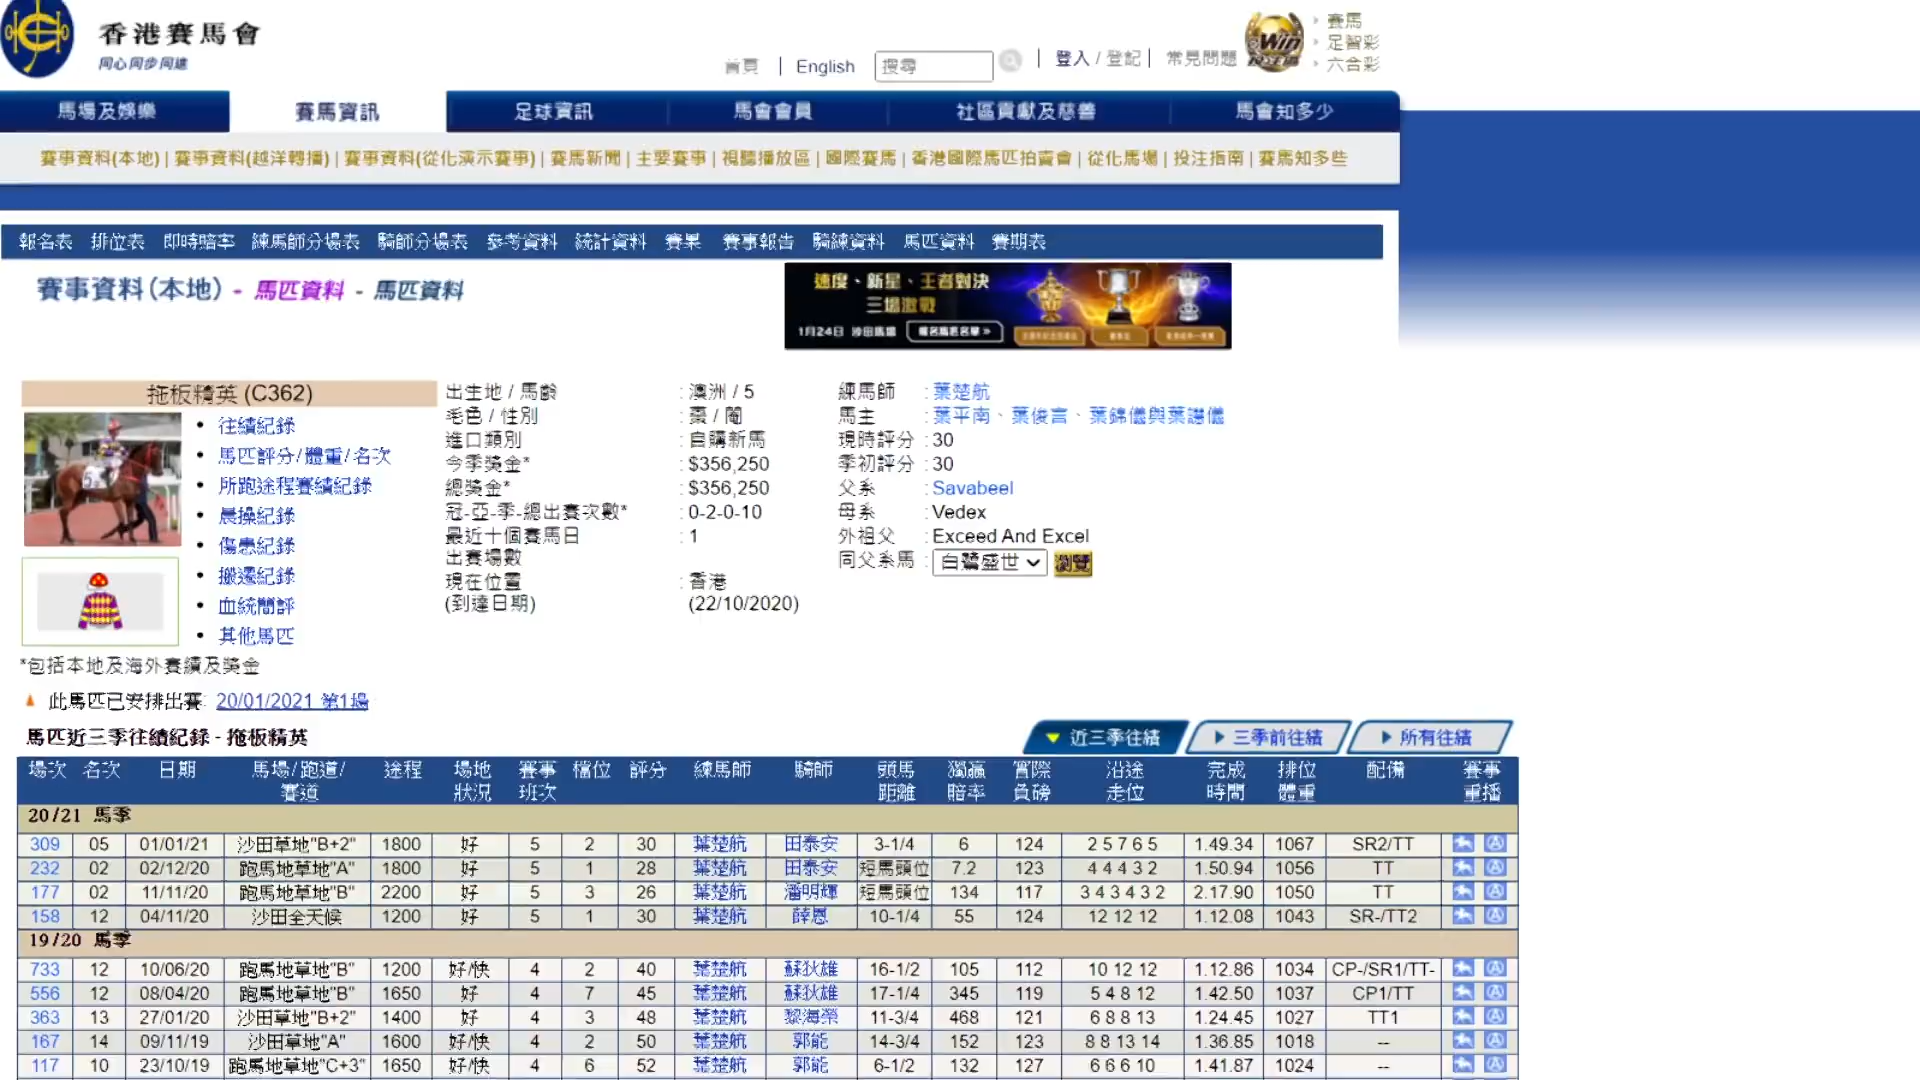 香港賽馬會
同心同步同進
首頁 | English 搜尋 | 登入 / 登記 | 常見問題
賽馬
足智彩
六合彩
馬場及娛樂 賽馬資訊 足球資訊 馬會會員 社區貢獻及慈善 馬會知多少
賽事資料(本地) | 賽事資料(越洋轉播) | 賽事資料(從化演示賽事) | 賽馬新聞 | 主要賽事 | 視聽播放區 | 國際賽馬 | 香港國際馬匹拍賣會 | 從化馬場 | 投注指南 | 賽馬知多些
報名表 排位表 即時賠率 練馬師分場表 騎師分場表 參考資料 統計資料 賽果 賽事報告 騎練資料 馬匹資料 賽期表
賽事資料(本地) - 馬匹資料 - 馬匹資料
速度、新星、王者對決
三場激戰
1月24日 沙田馬場 報名馬匹名單 »
拖板精英 (C362)
• 往績紀錄
• 馬匹評分/體重/名次
• 所跑途程賽績紀錄
• 晨操紀錄
• 傷患紀錄
• 搬遷紀錄
• 血統簡評
• 其他馬匹
出生地 / 馬齡 : 澳洲 / 5
毛色 / 性別 : 棗 / 閹
進口類別 : 自購新馬
今季獎金* : $356,250
總獎金* : $356,250
冠-亞-季-總出賽次數* : 0-2-0-10
最近十個賽馬日 : 1
出賽場數
現在位置 : 香港
(到達日期) (22/10/2020)
練馬師 : 葉楚航
馬主 : 葉平南、葉俊言、葉錦儀與葉譓儀
現時評分 : 30
季初評分 : 30
父系 : Savabeel
母系 : Vedex
外祖父 : Exceed And Excel
同父系馬 : 白鷺盛世 瀏覽
*包括本地及海外賽績及獎金
此馬匹已安排出賽: 20/01/2021 第1場
馬匹近三季往績紀錄 - 拖板精英
近三季往績 三季前往績 所有往績
場次 名次 日期 馬場/跑道/ 途程 場地 賽事 檔位 評分 練馬師 騎師 頭馬 獨贏 實際 沿途 完成 排位 配備 賽事
賽道 狀況 班次 距離 賠率 負磅 走位 時間 體重 重播
20/21 馬季
309 05 01/01/21 沙田草地"B+2" 1800 好 5 2 30 葉楚航 田泰安 3-1/4 6 124 2 5 7 6 5 1.49.34 1067 SR2/TT
232 02 02/12/20 跑馬地草地"A" 1800 好 5 1 28 葉楚航 田泰安 短馬頭位 7.2 123 4 4 4 3 2 1.50.94 1056 TT
177 02 11/11/20 跑馬地草地"B" 2200 好 5 3 26 葉楚航 潘明輝 短馬頭位 134 117 3 4 3 4 3 2 2.17.90 1050 TT
158 12 04/11/20 沙田全天候 1200 好 5 1 30 葉楚航 薛恩 10-1/4 55 124 12 12 12 1.12.08 1043 SR-/TT2
19/20 馬季
733 12 10/06/20 跑馬地草地"B" 1200 好/快 4 2 40 葉楚航 蘇狄雄 16-1/2 105 112 10 12 12 1.12.86 1034 CP-/SR1/TT-
556 12 08/04/20 跑馬地草地"B" 1650 好 4 7 45 葉楚航 蘇狄雄 17-1/4 345 119 5 4 8 12 1.42.50 1037 CP1/TT
363 13 27/01/20 沙田草地"B+2" 1400 好 4 3 48 葉楚航 黎海榮 11-3/4 468 121 6 8 8 13 1.24.45 1027 TT1
167 14 09/11/19 沙田草地"A" 1600 好/快 4 2 50 葉楚航 郭能 14-3/4 152 123 8 8 13 14 1.36.85 1018 --
117 10 23/10/19 跑馬地草地"C+3" 1650 好/快 4 6 52 葉楚航 郭能 6-1/2 132 127 6 6 6 10 1.41.87 1024 --